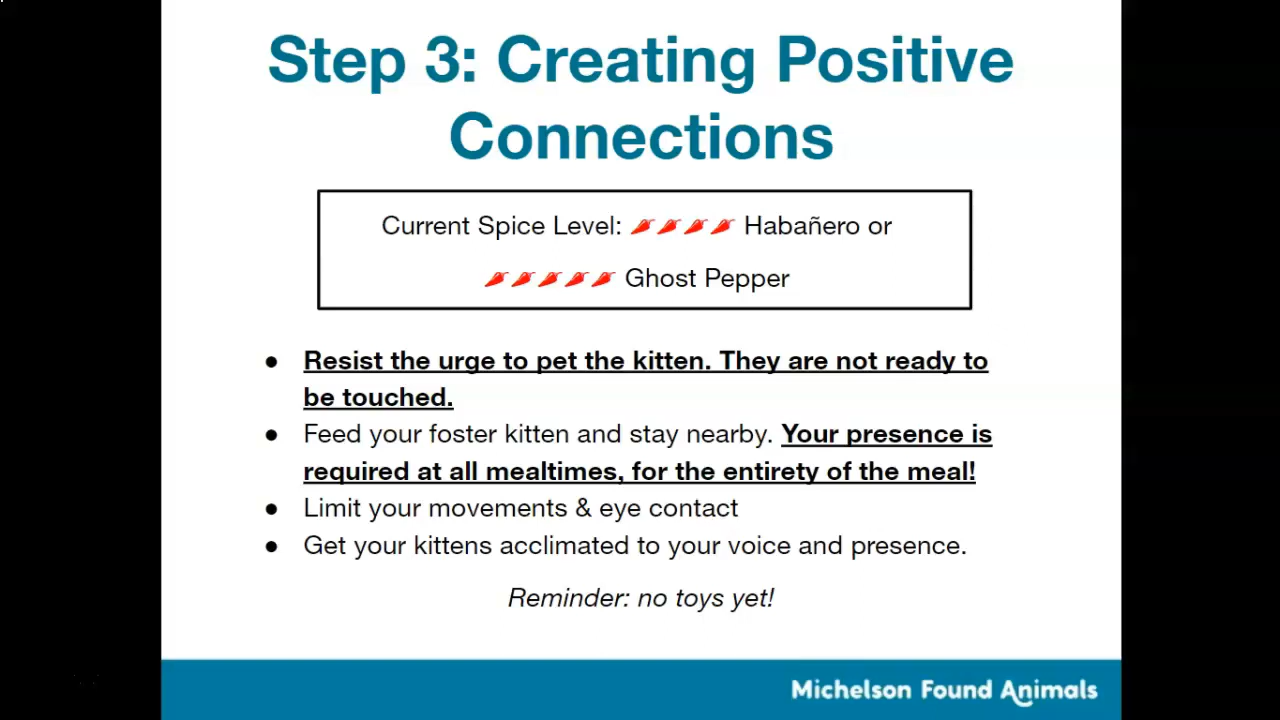 Step 3: Creating Positive
Connections
Current Spice Level: 🌶🌶🌶🌶 Habañero or
🌶🌶🌶🌶🌶 Ghost Pepper
● Resist the urge to pet the kitten. They are not ready to
be touched.
● Feed your foster kitten and stay nearby. Your presence is
required at all mealtimes, for the entirety of the meal!
● Limit your movements & eye contact
● Get your kittens acclimated to your voice and presence.
Reminder: no toys yet!
Michelson Found Animals